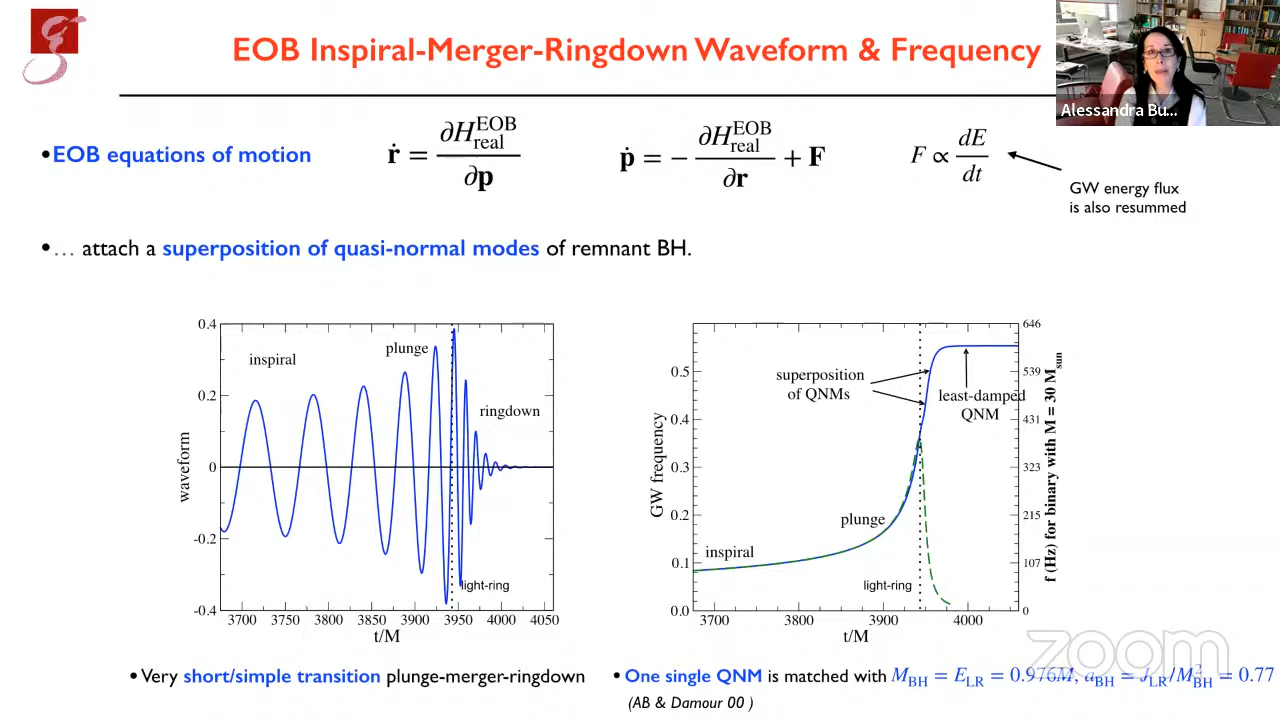 EOB Inspiral-Merger-Ringdown Waveform & Frequency
Alessandra Bu...
•EOB equations of motion
ṙ = ∂H_real^EOB / ∂p
ṗ = − ∂H_real^EOB / ∂r + F
F ∝ dE / dt
GW energy flux
is also resummed
•… attach a superposition of quasi-normal modes of remnant BH.
waveform
0.4
0.2
0
-0.2
-0.4
inspiral
plunge
ringdown
light-ring
3700 3750 3800 3850 3900 3950 4000 4050
t/M
GW frequency
0.5
0.4
0.3
0.2
0.1
0.0
superposition
of QNMs
least-damped
QNM
plunge
inspiral
light-ring
3700 3800 3900 4000
t/M
646
539
431
323
215
107
0
f (Hz) for binary with M = 30 M_sun
•Very short/simple transition plunge-merger-ringdown
• One single QNM is matched with M_BH = E_LR = 0.976M, a_BH = J_LR/M_BH^2 = 0.77
(AB & Damour 00 )
zoom